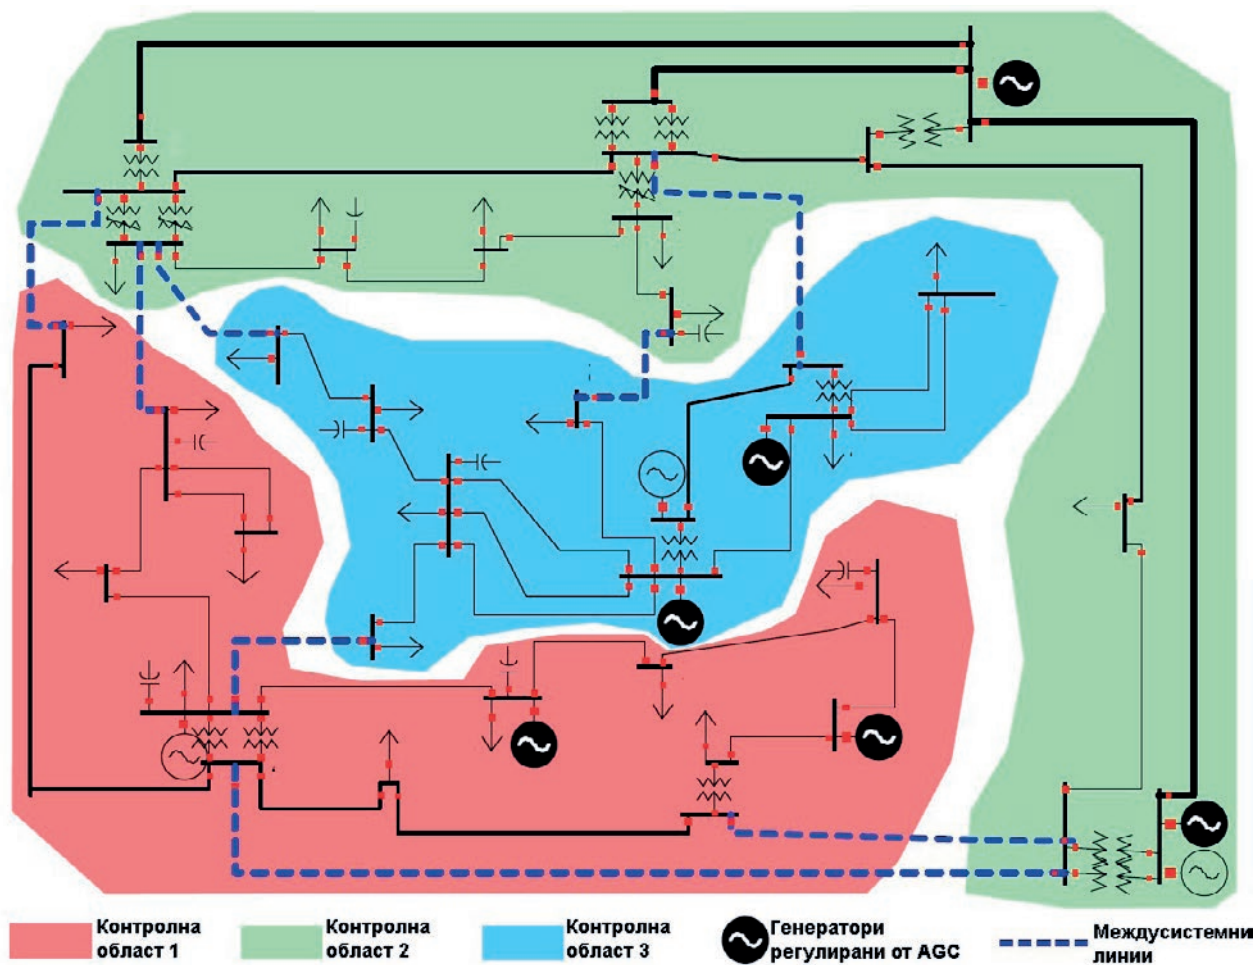 Контролна
област 1
Контролна
област 2
Контролна
област 3
Генератори
регулирани от AGC
Междусистемни
линии